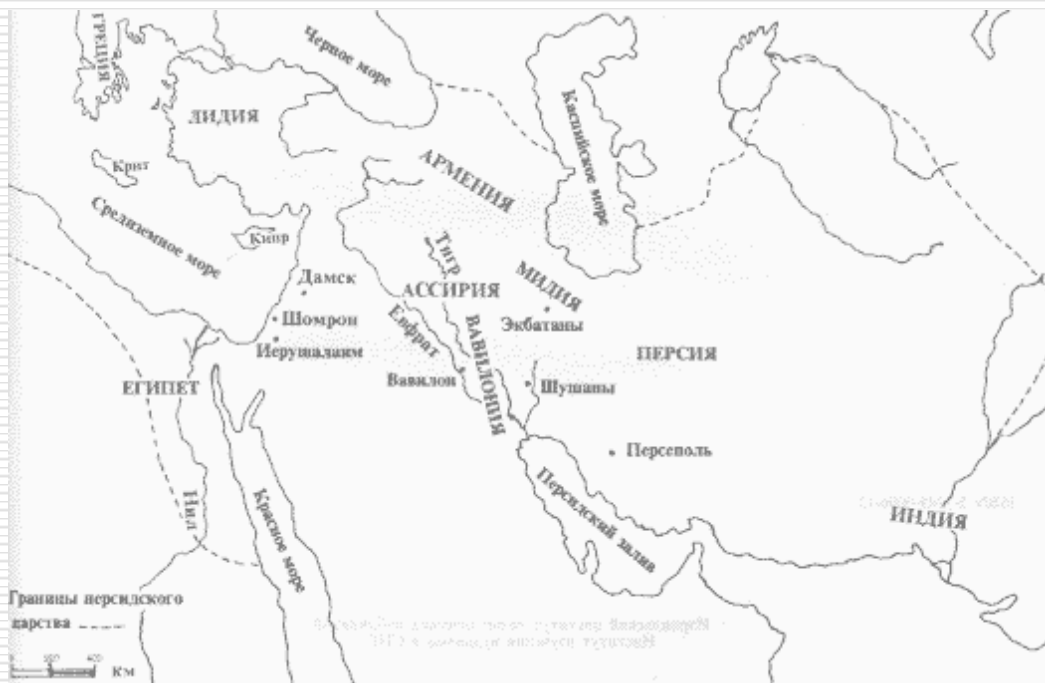 ГРЕЦИЯ
Черное море
ЛИДИЯ
Каспийское море
Крит
АРМЕНИЯ
Средиземное море
Кипр
Тигр
Дамск
АССИРИЯ
МИДИЯ
Шомрон
Евфрат
ВАВИЛОНИЯ
Экбатаны
Иерушалаим
ПЕРСИЯ
ЕГИПЕТ
Вавилон
Шушаны
Персеполь
Нил
Красное море
Персидский залив
ИНДИЯ
Границы персидского
царства
400
Км